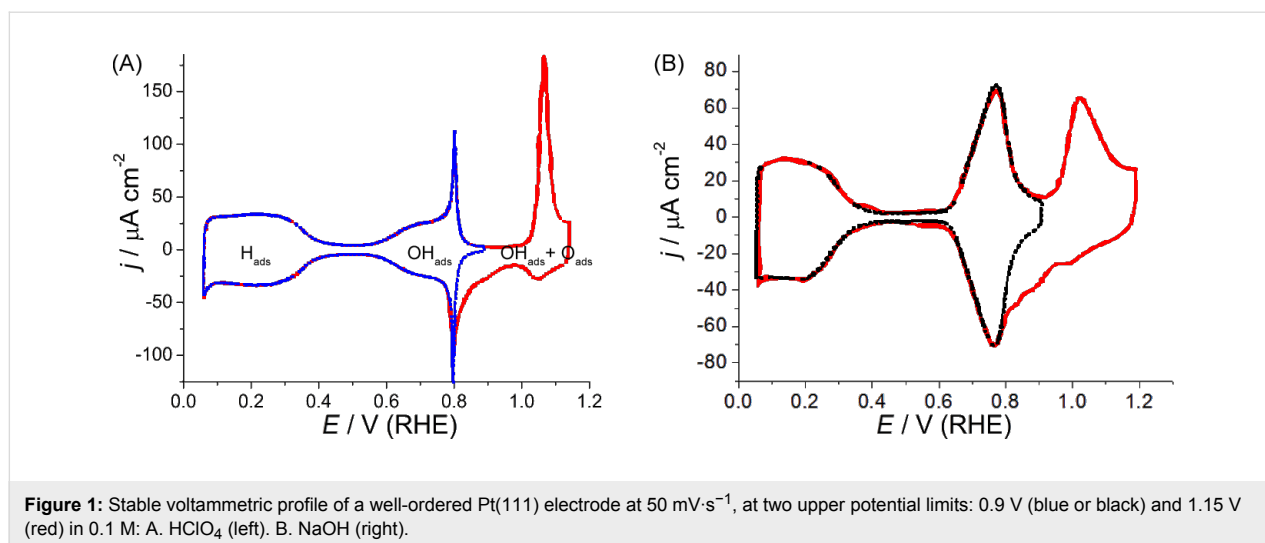 (A)
150
100
50
0
-50
-100
j / μA cm⁻²
H_ads
OH_ads
OH_ads + O_ads
0.0 0.2 0.4 0.6 0.8 1.0 1.2
E / V (RHE)
(B)
80
60
40
20
0
-20
-40
-60
-80
j / μA cm⁻²
0.0 0.2 0.4 0.6 0.8 1.0 1.2
E / V (RHE)
Figure 1: Stable voltammetric profile of a well-ordered Pt(111) electrode at 50 mV·s⁻¹, at two upper potential limits: 0.9 V (blue or black) and 1.15 V
(red) in 0.1 M: A. HClO₄ (left). B. NaOH (right).